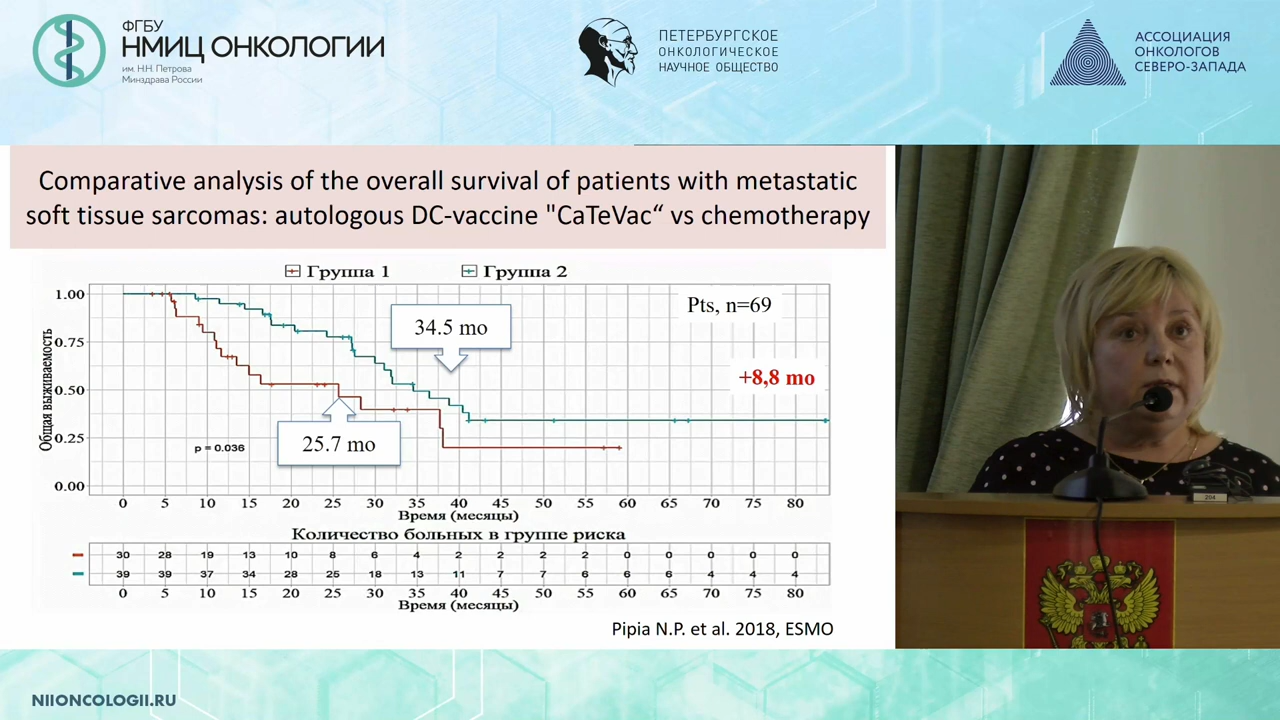 ФГБУ
НМИЦ ОНКОЛОГИИ
им. Н.Н. Петрова
Минздрава России
ПЕТЕРБУРГСКОЕ
ОНКОЛОГИЧЕСКОЕ
НАУЧНОЕ ОБЩЕСТВО
АССОЦИАЦИЯ
ОНКОЛОГОВ
СЕВЕРО-ЗАПАДА
Comparative analysis of the overall survival of patients with metastatic
soft tissue sarcomas: autologous DC-vaccine "CaTeVac“ vs chemotherapy
Группа 1 Группа 2
Общая выживаемость
1.00
0.75
0.50
0.25
0.00
Pts, n=69
34.5 mo
+8,8 mo
25.7 mo
p = 0.036
0 5 10 15 20 25 30 35 40 45 50 55 60 65 70 75 80
Время (месяцы)
Количество больных в группе риска
30 28 19 13 10 8 6 4 2 2 2 2 0 0 0 0 0
39 39 37 34 28 25 18 13 11 7 7 6 6 6 4 4 4
0 5 10 15 20 25 30 35 40 45 50 55 60 65 70 75 80
Время (месяцы)
Pipia N.P. et al. 2018, ESMO
204
NIIONCOLOGII.RU